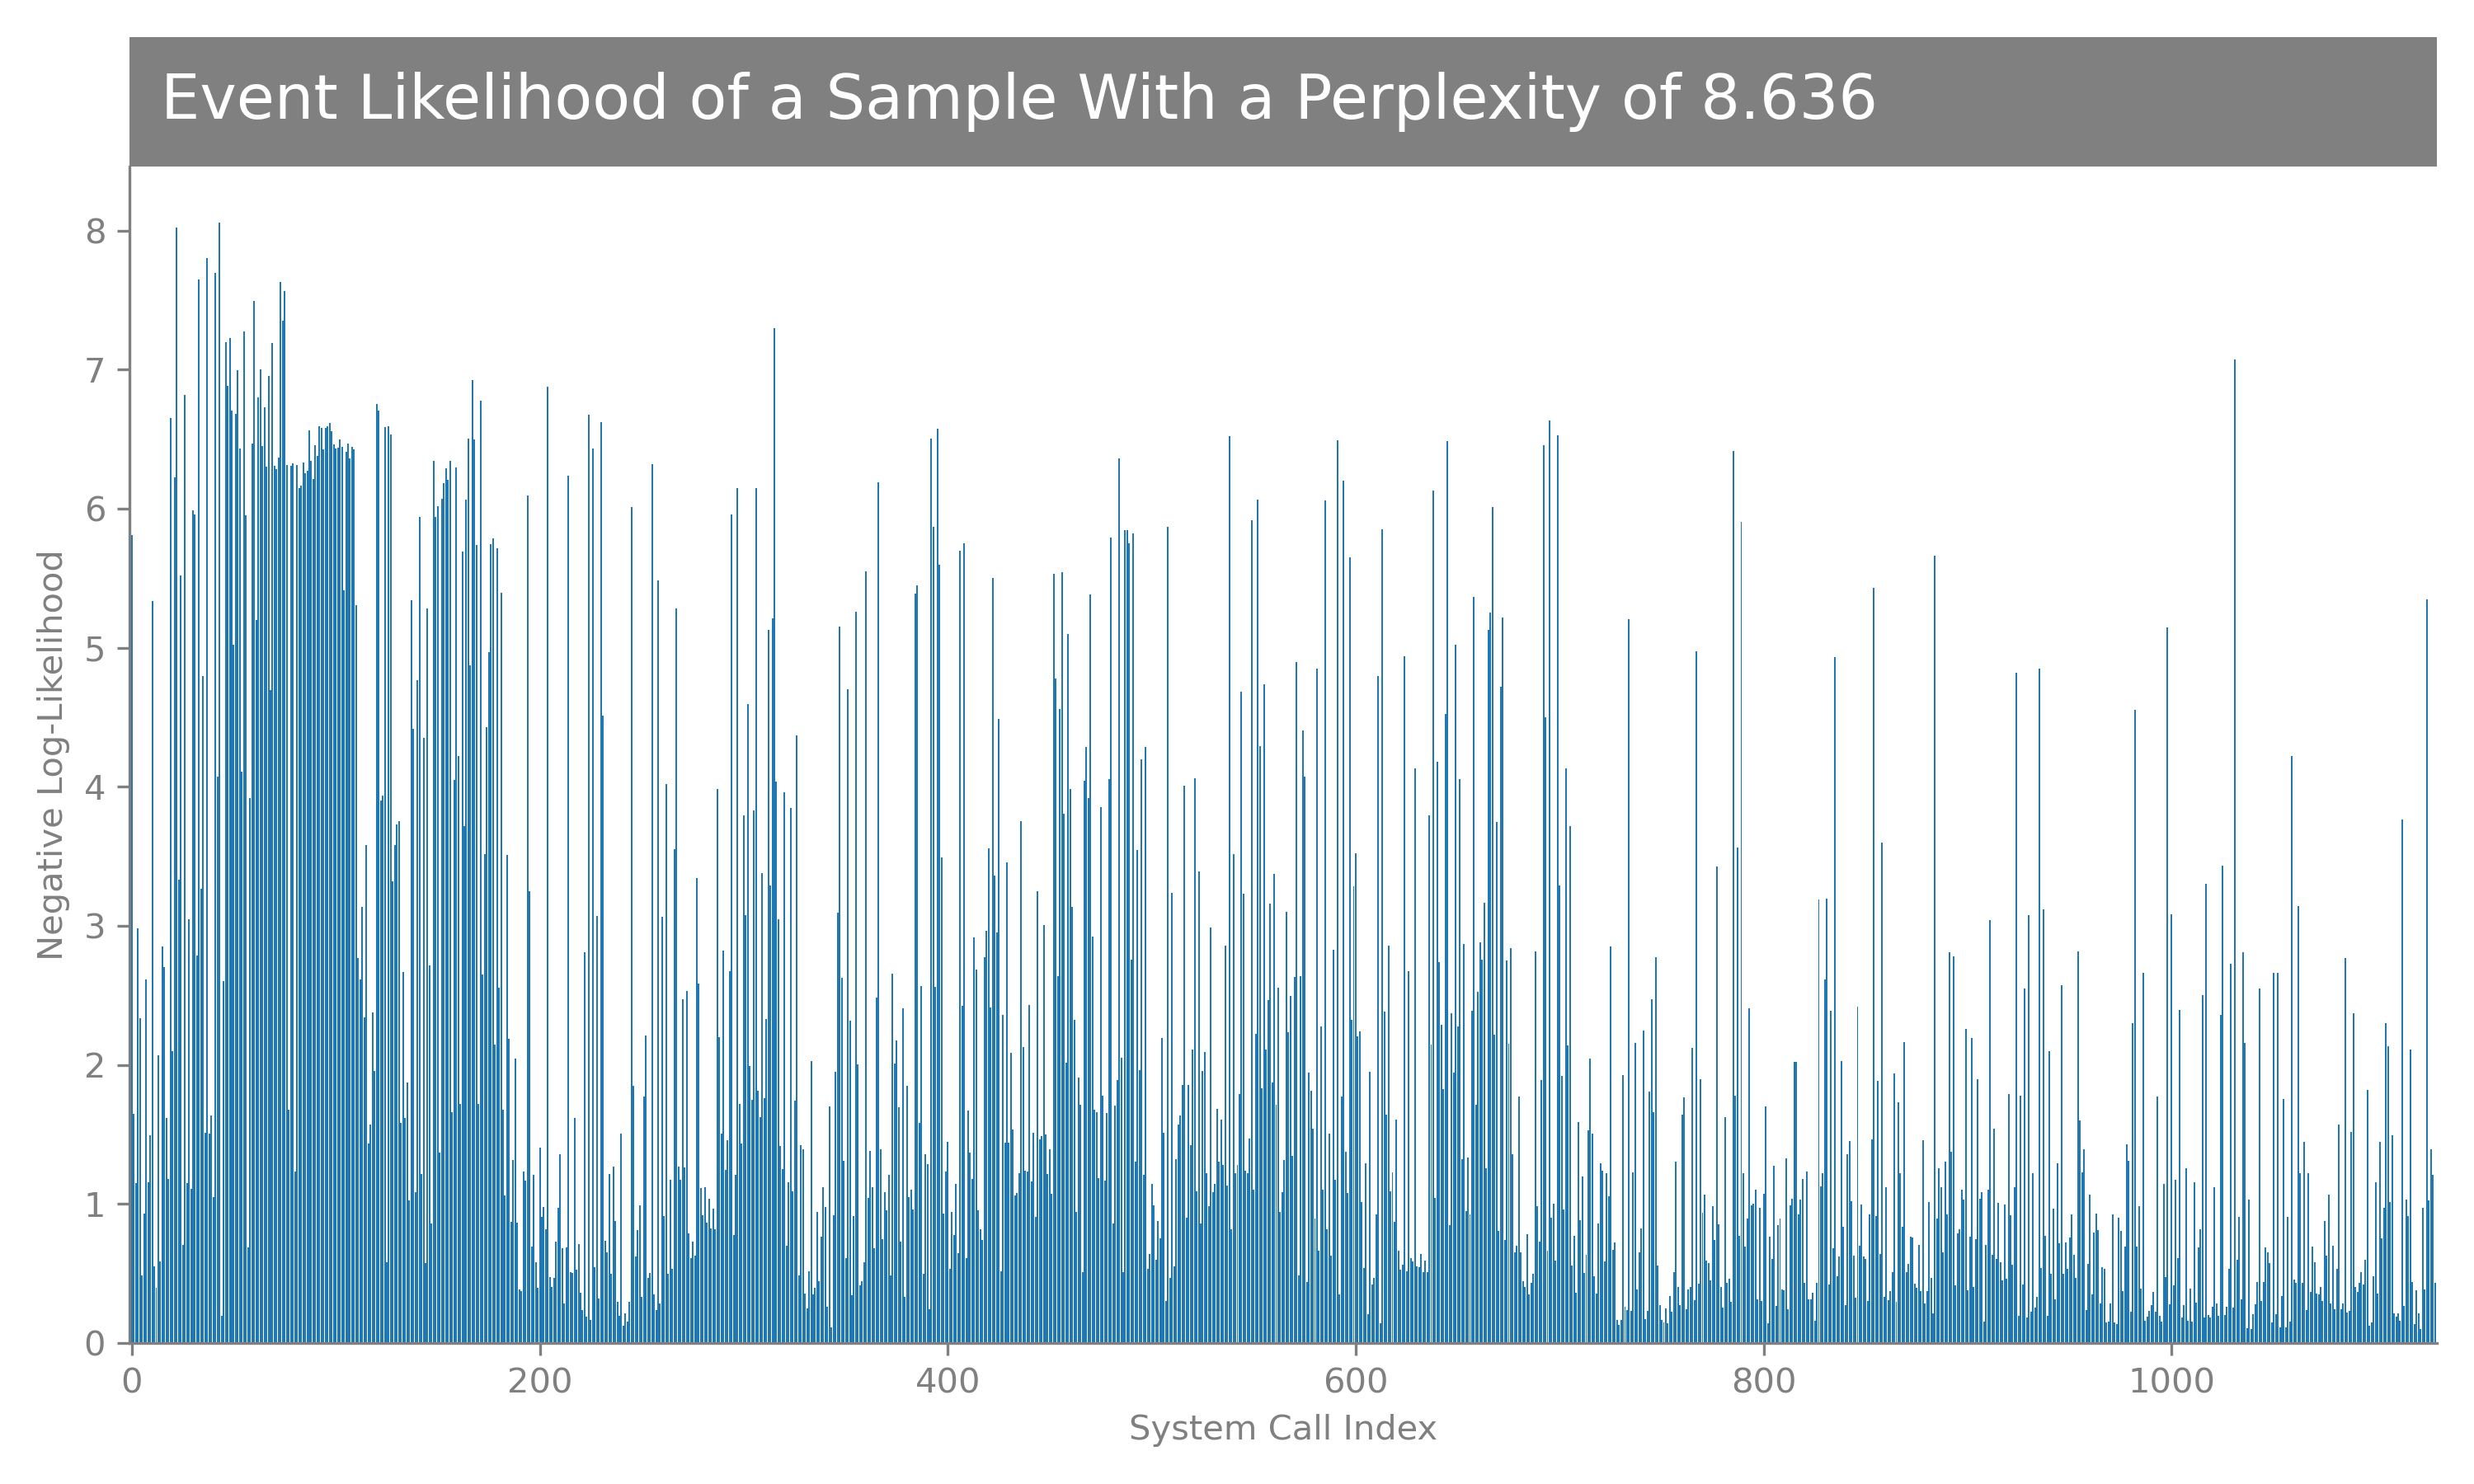 Event Likelihood of a Sample With a Perplexity of 8.636
8
7
6
5
4
3
2
1
0
Negative Log-Likelihood
0 200 400 600 800 1000
System Call Index